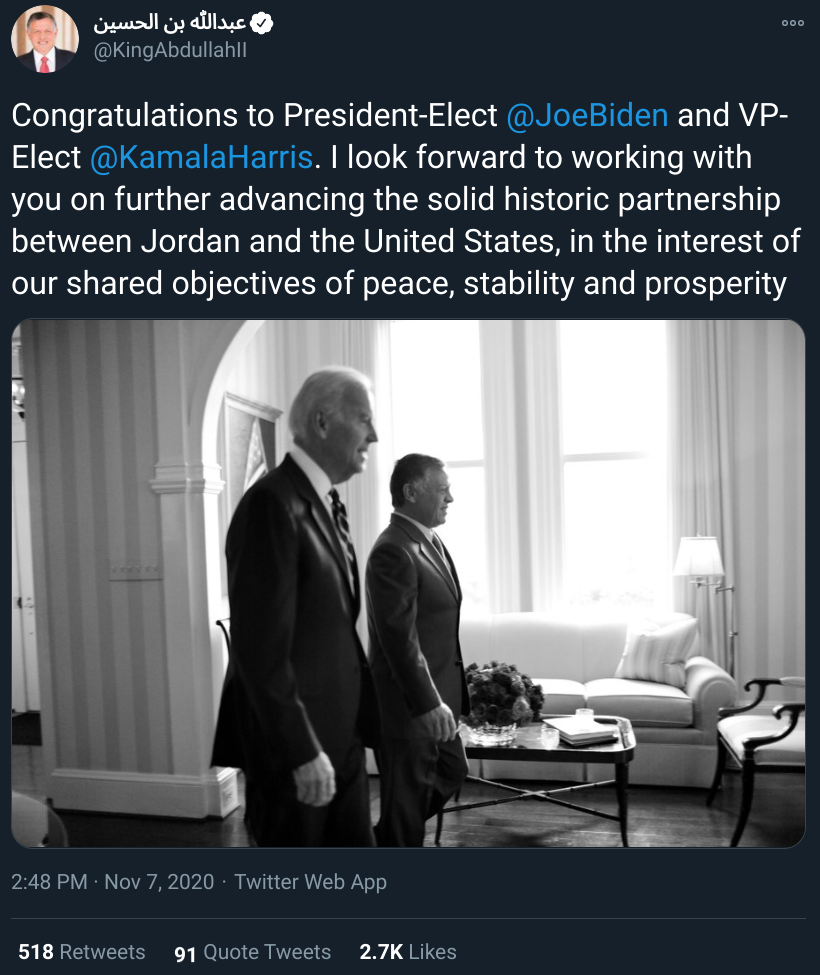 عبدالله بن الحسين
@KingAbdullahII
Congratulations to President-Elect @JoeBiden and VP-
Elect @KamalaHarris. I look forward to working with
you on further advancing the solid historic partnership
between Jordan and the United States, in the interest of
our shared objectives of peace, stability and prosperity
2:48 PM · Nov 7, 2020 · Twitter Web App
518 Retweets 91 Quote Tweets 2.7K Likes